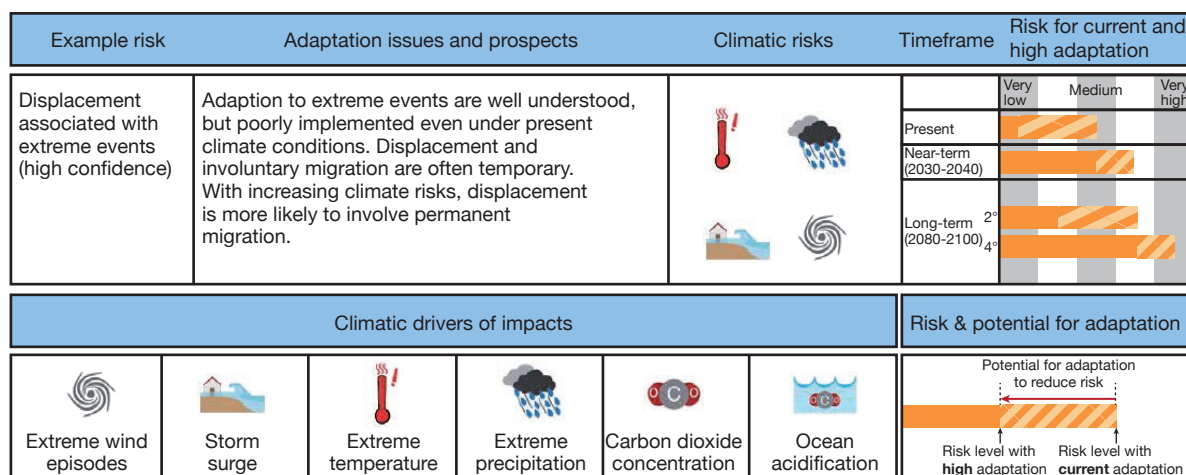 Example risk
Adaptation issues and prospects
Climatic risks
Timeframe
Risk for current and
high adaptation
Displacement
associated with
extreme events
(high confidence)
Adaption to extreme events are well understood,
but poorly implemented even under present
climate conditions. Displacement and
involuntary migration are often temporary.
With increasing climate risks, displacement
is more likely to involve permanent
migration.
Very
low
Medium
Very
high
Present
Near-term
(2030-2040)
Long-term
(2080-2100)
2°
4°
Climatic drivers of impacts
Risk & potential for adaptation
Extreme wind
episodes
Storm
surge
Extreme
temperature
Extreme
precipitation
O C O
Carbon dioxide
concentration
O C O
Ocean
acidification
Potential for adaptation
to reduce risk
Risk level with
high adaptation
Risk level with
current adaptation